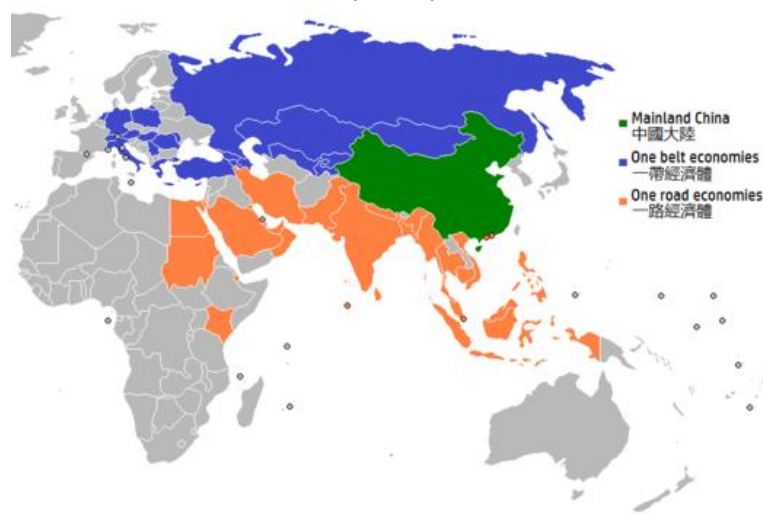 Mainland China
中國大陸
One belt economies
一帶經濟體
One road economies
一路經濟體